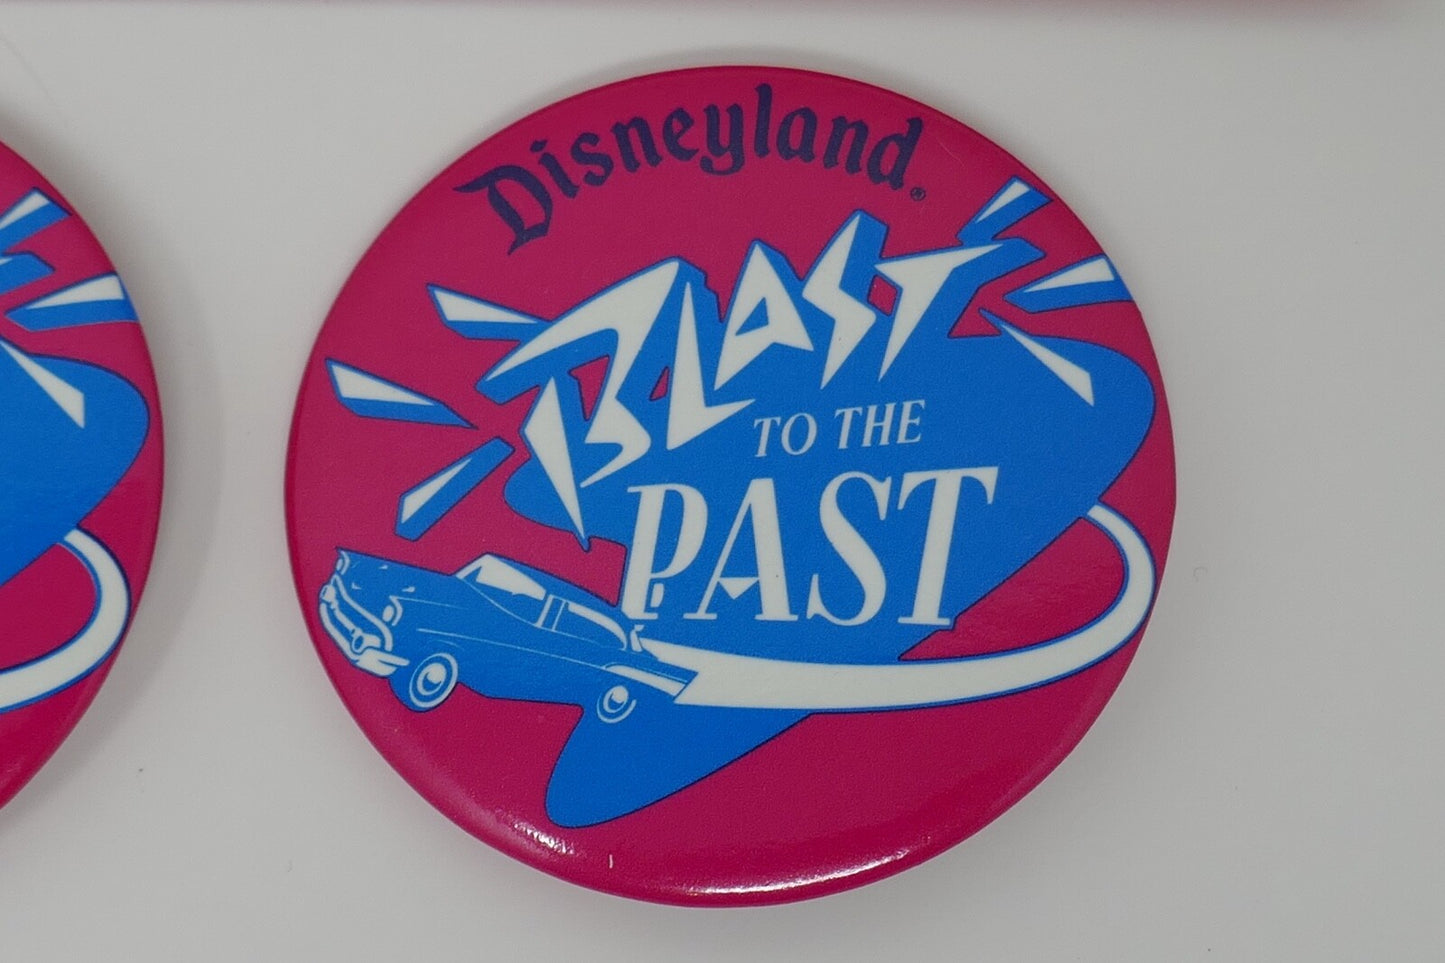 Disneyland®
BLAST
TO THE
PAST